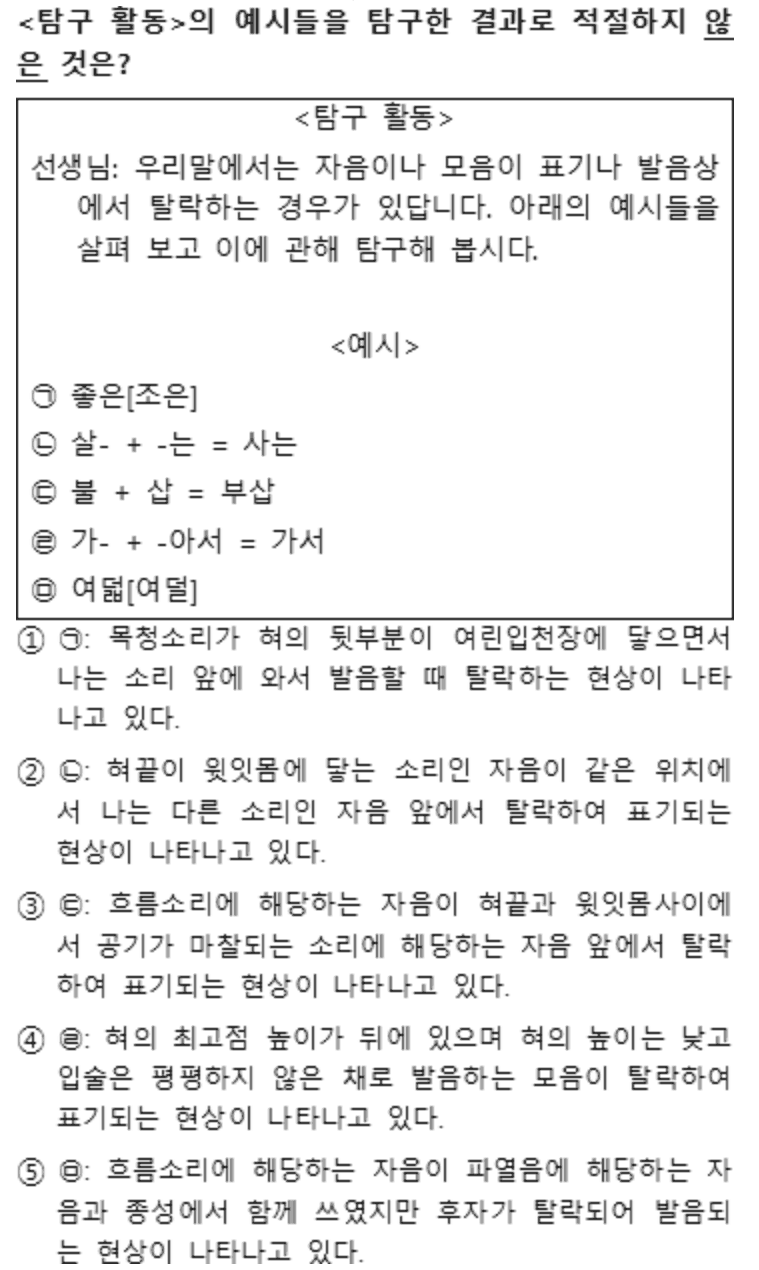 <탐구 활동>의 예시들을 탐구한 결과로 적절하지 않
은 것은?
<탐구 활동>
선생님: 우리말에서는 자음이나 모음이 표기나 발음상
에서 탈락하는 경우가 있답니다. 아래의 예시들을
살펴 보고 이에 관해 탐구해 봅시다.
<예시>
㉠ 좋은[조은]
㉡ 살- + -는 = 사는
㉢ 불 + 삽 = 부삽
㉣ 가- + -아서 = 가서
㉤ 여덟[여덜]
① ㉠: 목청소리가 혀의 뒷부분이 여린입천장에 닿으면서
나는 소리 앞에 와서 발음할 때 탈락하는 현상이 나타
나고 있다.
② ㉡: 혀끝이 윗잇몸에 닿는 소리인 자음이 같은 위치에
서 나는 다른 소리인 자음 앞에서 탈락하여 표기되는
현상이 나타나고 있다.
③ ㉢: 흐름소리에 해당하는 자음이 혀끝과 윗잇몸사이에
서 공기가 마찰되는 소리에 해당하는 자음 앞에서 탈락
하여 표기되는 현상이 나타나고 있다.
④ ㉣: 혀의 최고점 높이가 뒤에 있으며 혀의 높이는 낮고
입술은 평평하지 않은 채로 발음하는 모음이 탈락하여
표기되는 현상이 나타나고 있다.
⑤ ㉤: 흐름소리에 해당하는 자음이 파열음에 해당하는 자
음과 종성에서 함께 쓰였지만 후자가 탈락되어 발음되
는 현상이 나타나고 있다.